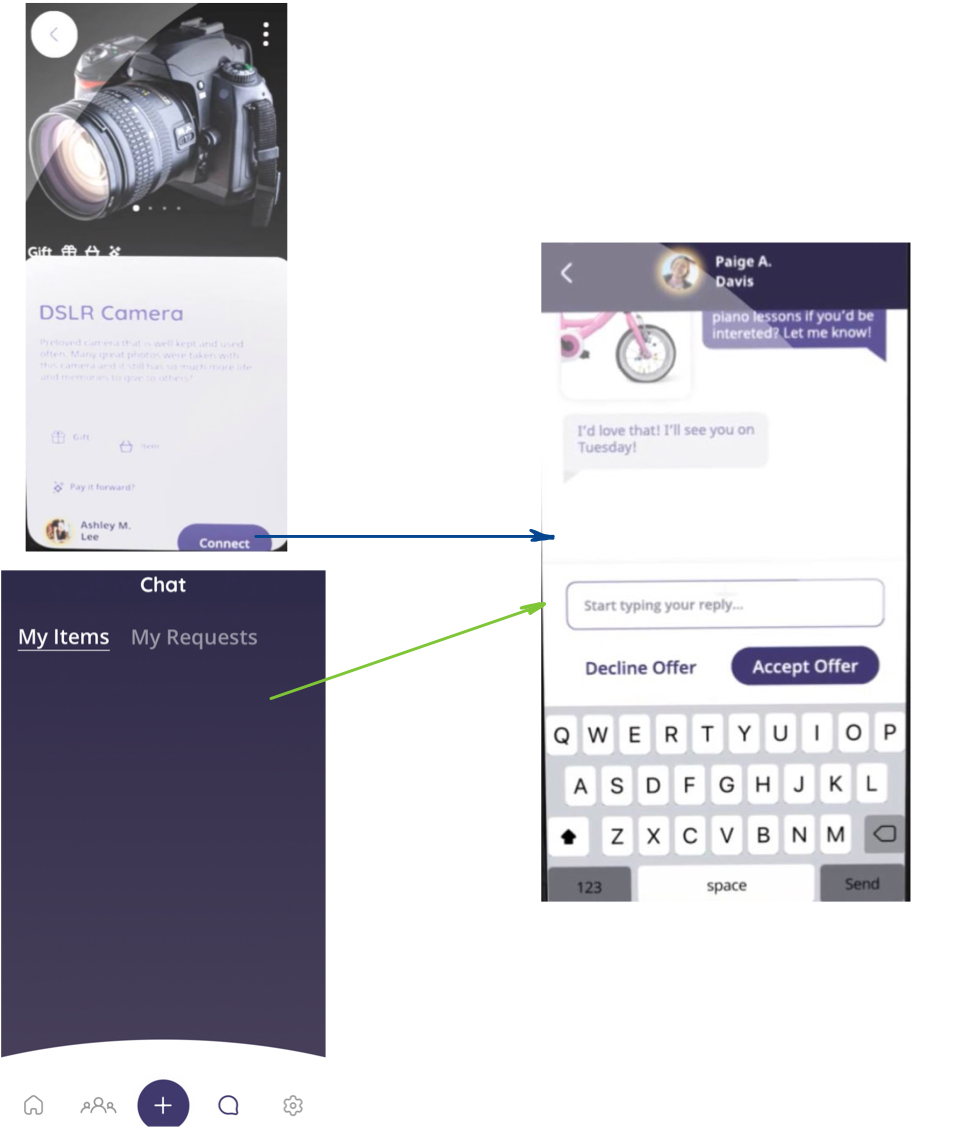 Gift
DSLR Camera
Preloved camera that is well kept and used
often. Many great photos were taken with
this camera and it still has so much more life
and memories to give to others!
Gift
Pay it forward?
Ashley M.
Lee
Connect
Chat
My Items
My Requests
Paige A.
Davis
piano lessons if you'd be
intereted? Let me know!
I'd love that! I'll see you on
Tuesday!
Start typing your reply...
Decline Offer
Accept Offer
Q W E R T Y U I O P
A S D F G H J K L
Z X C V B N M
123
space
Send